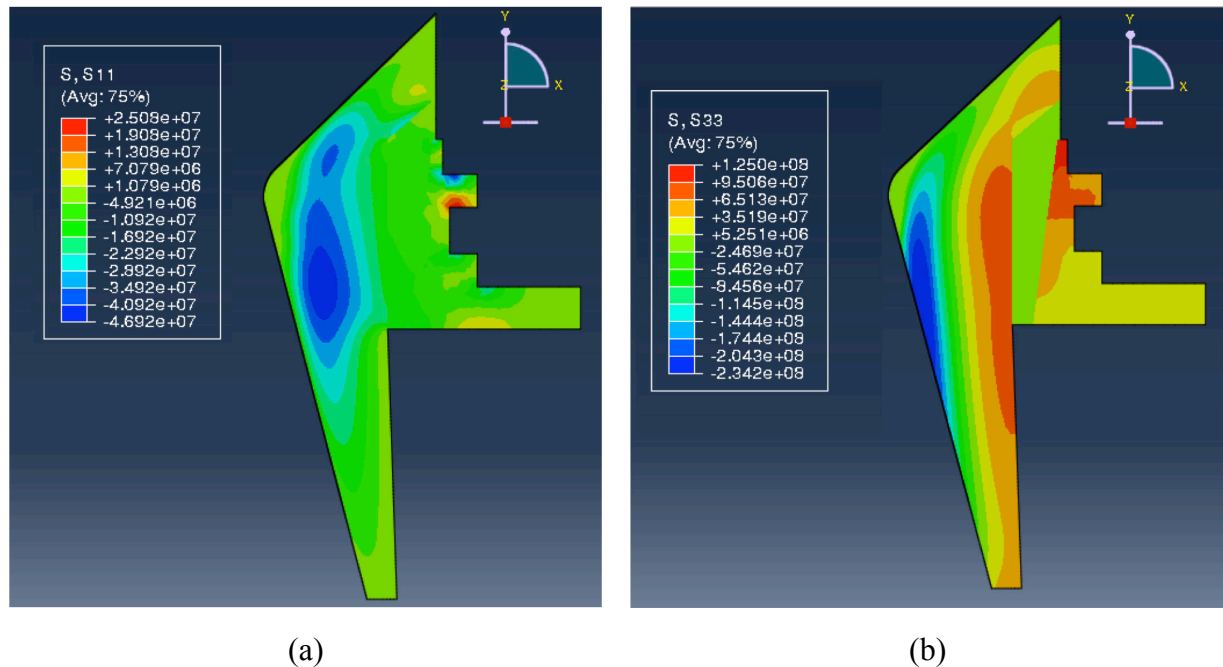 S, S11
(Avg: 75%)
+2.508e+07
+1.908e+07
+1.308e+07
+7.079e+06
+1.079e+06
-4.921e+06
-1.092e+07
-1.692e+07
-2.292e+07
-2.892e+07
-3.492e+07
-4.092e+07
-4.692e+07
Y
Z
X
(a)
S, S33
(Avg: 75%)
+1.250e+08
+9.506e+07
+6.513e+07
+3.519e+07
+5.251e+06
-2.469e+07
-5.462e+07
-8.456e+07
-1.145e+08
-1.444e+08
-1.744e+08
-2.043e+08
-2.342e+08
Y
Z
X
(b)